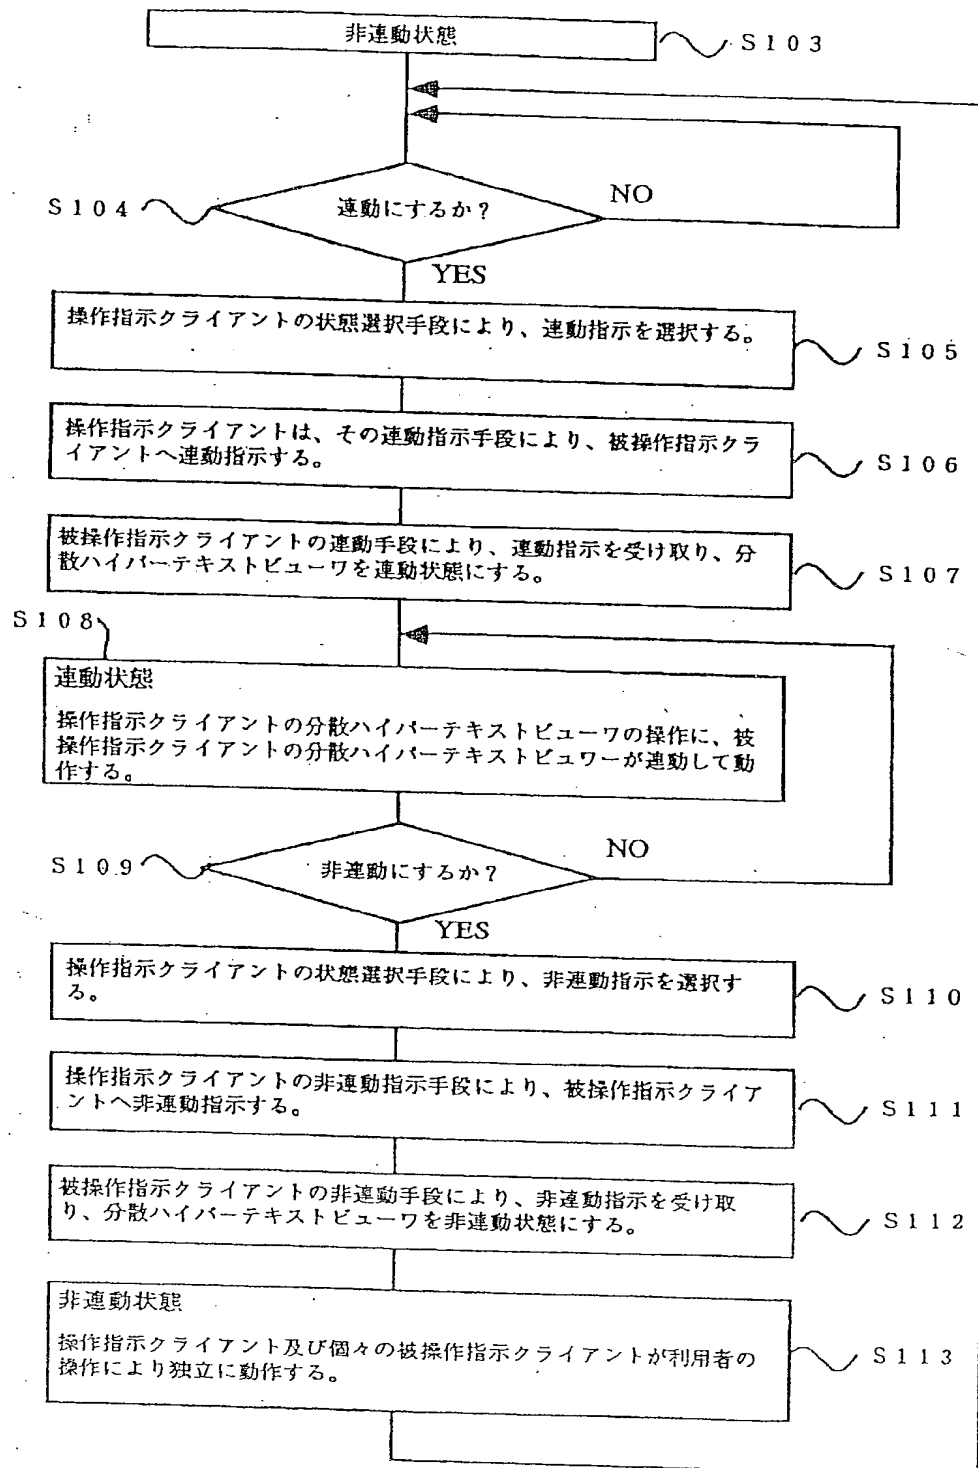 非連動状態
S103
S104
連動にするか？
NO
YES
操作指示クライアントの状態選択手段により、連動指示を選択する。
S105
操作指示クライアントは、その連動指示手段により、被操作指示クラ
イアントへ連動指示する。
S106
被操作指示クライアントの連動手段により、連動指示を受け取り、分
散ハイパーテキストビューワを連動状態にする。
S107
S108
連動状態
操作指示クライアントの分散ハイパーテキストビューワの操作に、被
操作指示クライアントの分散ハイパーテキストビュワーが連動して動
作する。
S109
非連動にするか？
NO
YES
操作指示クライアントの状態選択手段により、非連動指示を選択す
る。
S110
操作指示クライアントの非連動指示手段により、被操作指示クライア
ントへ非連動指示する。
S111
被操作指示クライアントの非連動手段により、非連動指示を受け取
り、分散ハイパーテキストビューワを非連動状態にする。
S112
非連動状態
操作指示クライアント及び個々の被操作指示クライアントが利用者の
操作により独立に動作する。
S113